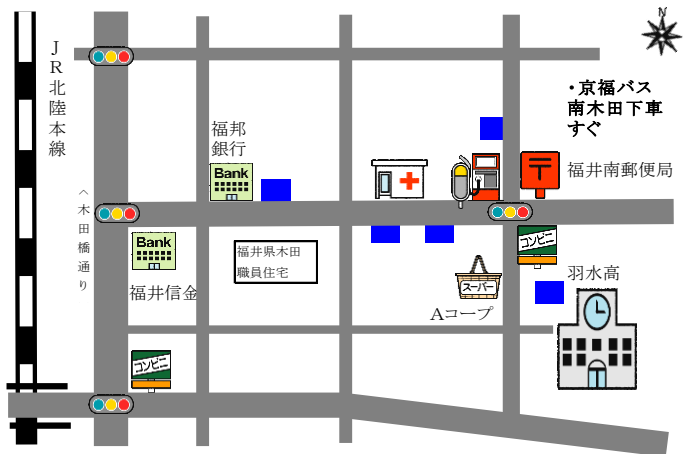 N
JR北陸本線
・京福バス
南木田下車
すぐ
福邦
銀行
Bank
福井南郵便局
〈木田橋通り
コンビニ
Bank
福井県木田
職員住宅
福井信金
羽水高
スーパー
Aコープ
コンビニ